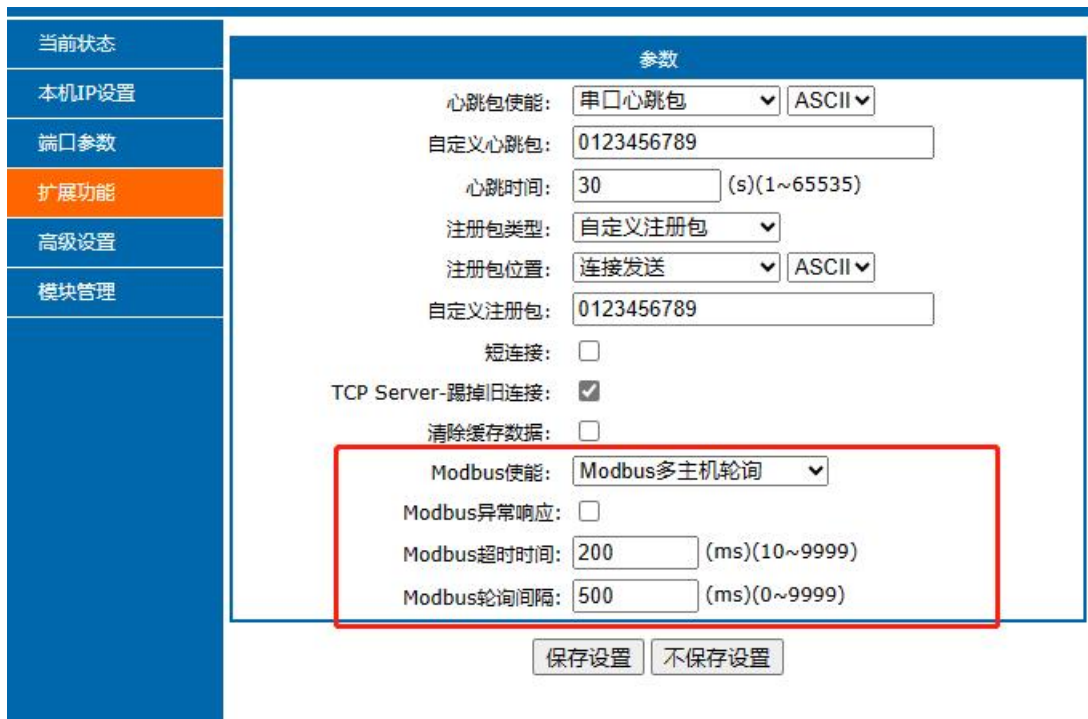 当前状态
本机IP设置
端口参数
扩展功能
高级设置
模块管理
参数
心跳包使能: 串口心跳包 ASCII
自定义心跳包: 0123456789
心跳时间: 30 (s)(1~65535)
注册包类型: 自定义注册包
注册包位置: 连接发送 ASCII
自定义注册包: 0123456789
短连接:
TCP Server-踢掉旧连接:
清除缓存数据:
Modbus使能: Modbus多主机轮询
Modbus异常响应:
Modbus超时时间: 200 (ms)(10~9999)
Modbus轮询间隔: 500 (ms)(0~9999)
保存设置 不保存设置